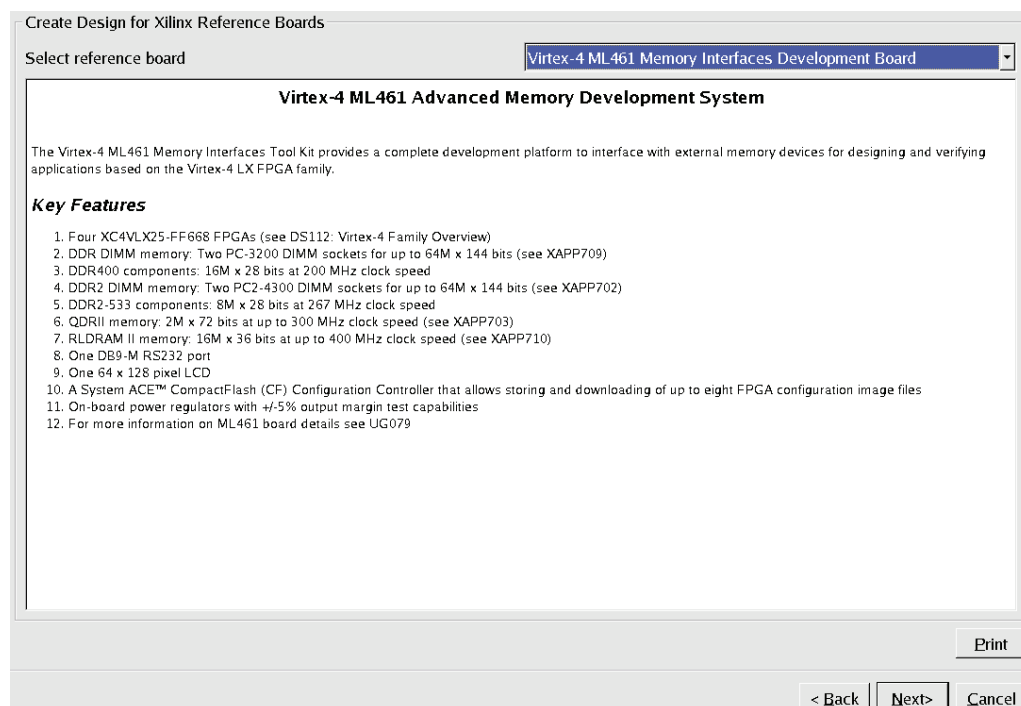 Create Design for Xilinx Reference Boards
Select reference board
Virtex-4 ML461 Memory Interfaces Development Board
Virtex-4 ML461 Advanced Memory Development System
The Virtex-4 ML461 Memory Interfaces Tool Kit provides a complete development platform to interface with external memory devices for designing and verifying
applications based on the Virtex-4 LX FPGA family.
Key Features
1. Four XC4VLX25-FF668 FPGAs (see DS112: Virtex-4 Family Overview)
2. DDR DIMM memory: Two PC-3200 DIMM sockets for up to 64M x 144 bits (see XAPP709)
3. DDR400 components: 16M x 28 bits at 200 MHz clock speed
4. DDR2 DIMM memory: Two PC2-4300 DIMM sockets for up to 64M x 144 bits (see XAPP702)
5. DDR2-533 components: 8M x 28 bits at 267 MHz clock speed
6. QDRII memory: 2M x 72 bits at up to 300 MHz clock speed (see XAPP703)
7. RLDRAM II memory: 16M x 36 bits at up to 400 MHz clock speed (see XAPP710)
8. One DB9-M RS232 port
9. One 64 x 128 pixel LCD
10. A System ACE™ CompactFlash (CF) Configuration Controller that allows storing and downloading of up to eight FPGA configuration image files
11. On-board power regulators with +/-5% output margin test capabilities
12. For more information on ML461 board details see UG079
Print
< Back
Next>
Cancel